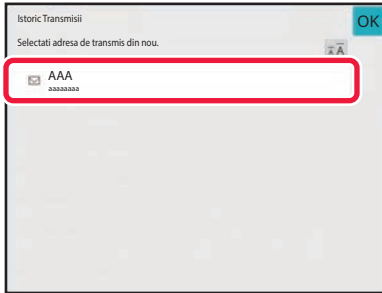 Istoric Transmisii
OK
Selectati adresa de transmis din nou.
AAA
aaaaaaaa